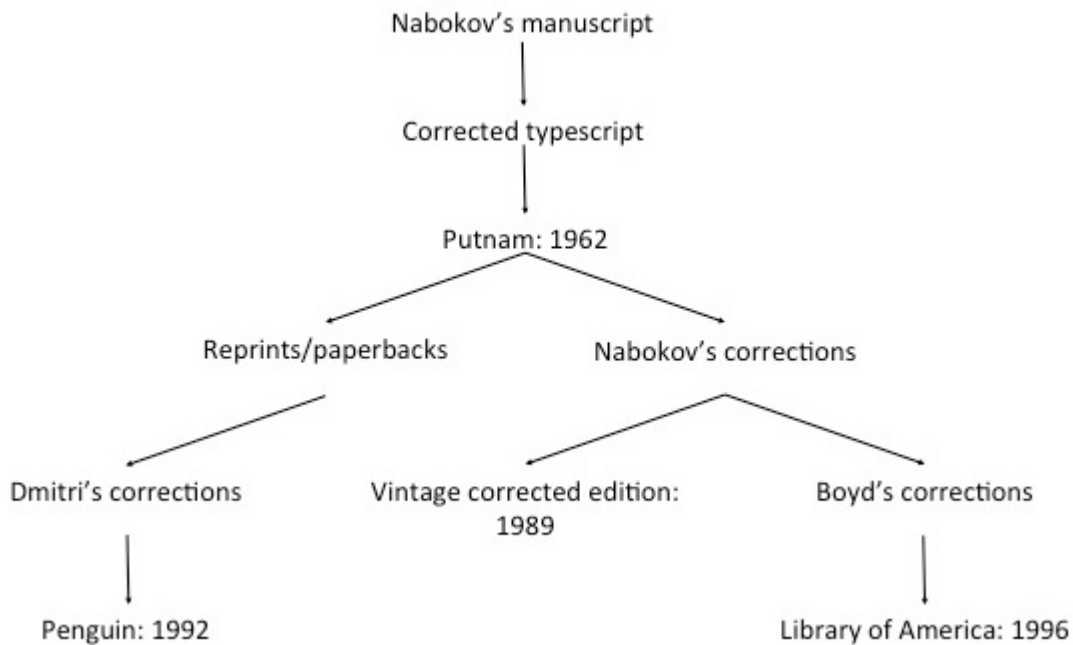 Nabokov’s manuscript
Corrected typescript
Putnam: 1962
Reprints/paperbacks
Nabokov’s corrections
Dmitri’s corrections
Vintage corrected edition:
1989
Boyd’s corrections
Penguin: 1992
Library of America: 1996